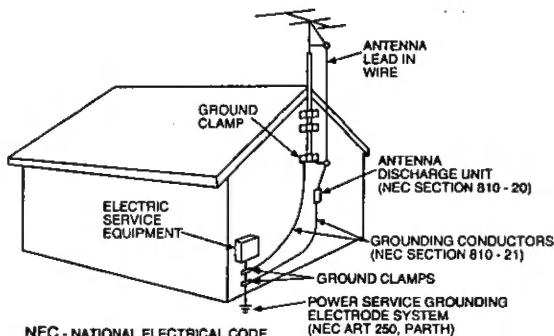 ANTENNA
LEAD IN
WIRE
GROUND
CLAMP
ANTENNA
DISCHARGE UNIT
(NEC SECTION 810 - 20)
ELECTRIC
SERVICE
EQUIPMENT
GROUNDING CONDUCTORS
(NEC SECTION 810 - 21)
GROUND CLAMPS
POWER SERVICE GROUNDING
ELECTRODE SYSTEM
(NEC ART 250, PARTH)
NEC - NATIONAL ELECTRICAL CODE